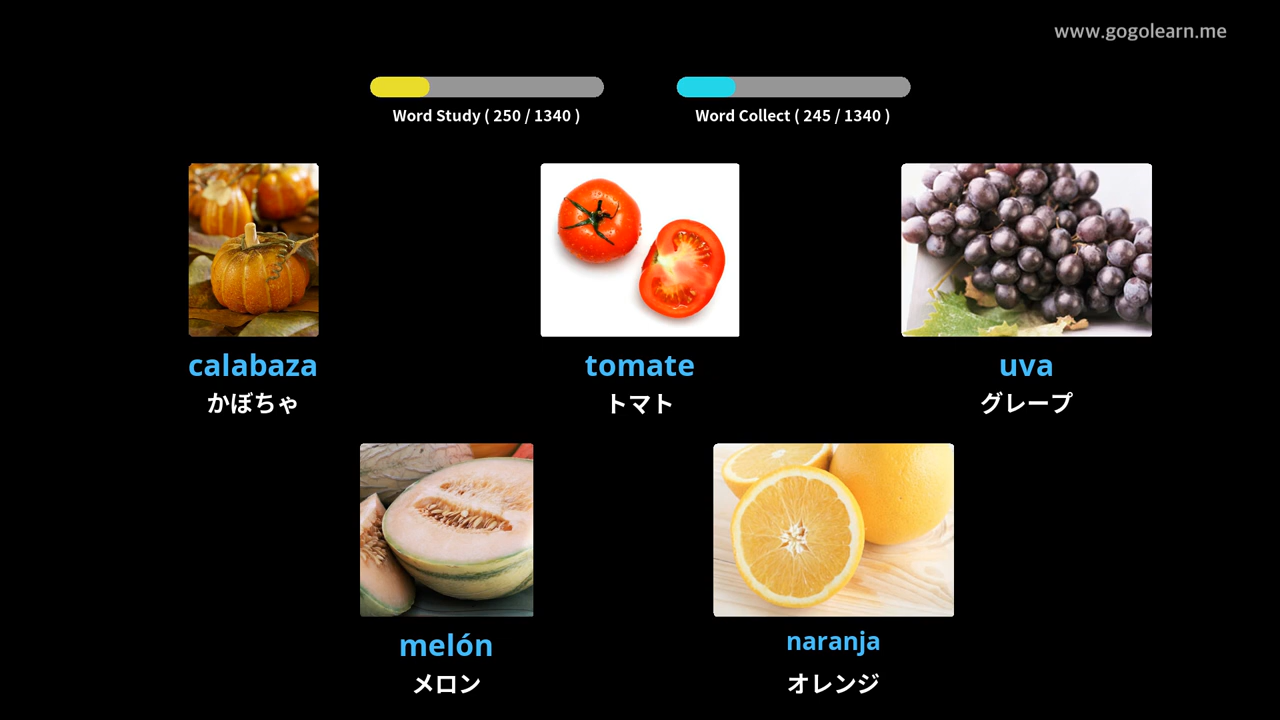 www.gogolearn.me
Word Study ( 250 / 1340 )
Word Collect ( 245 / 1340 )
calabaza
かぼちゃ
tomate
トマト
uva
グレープ
melón
メロン
naranja
オレンジ